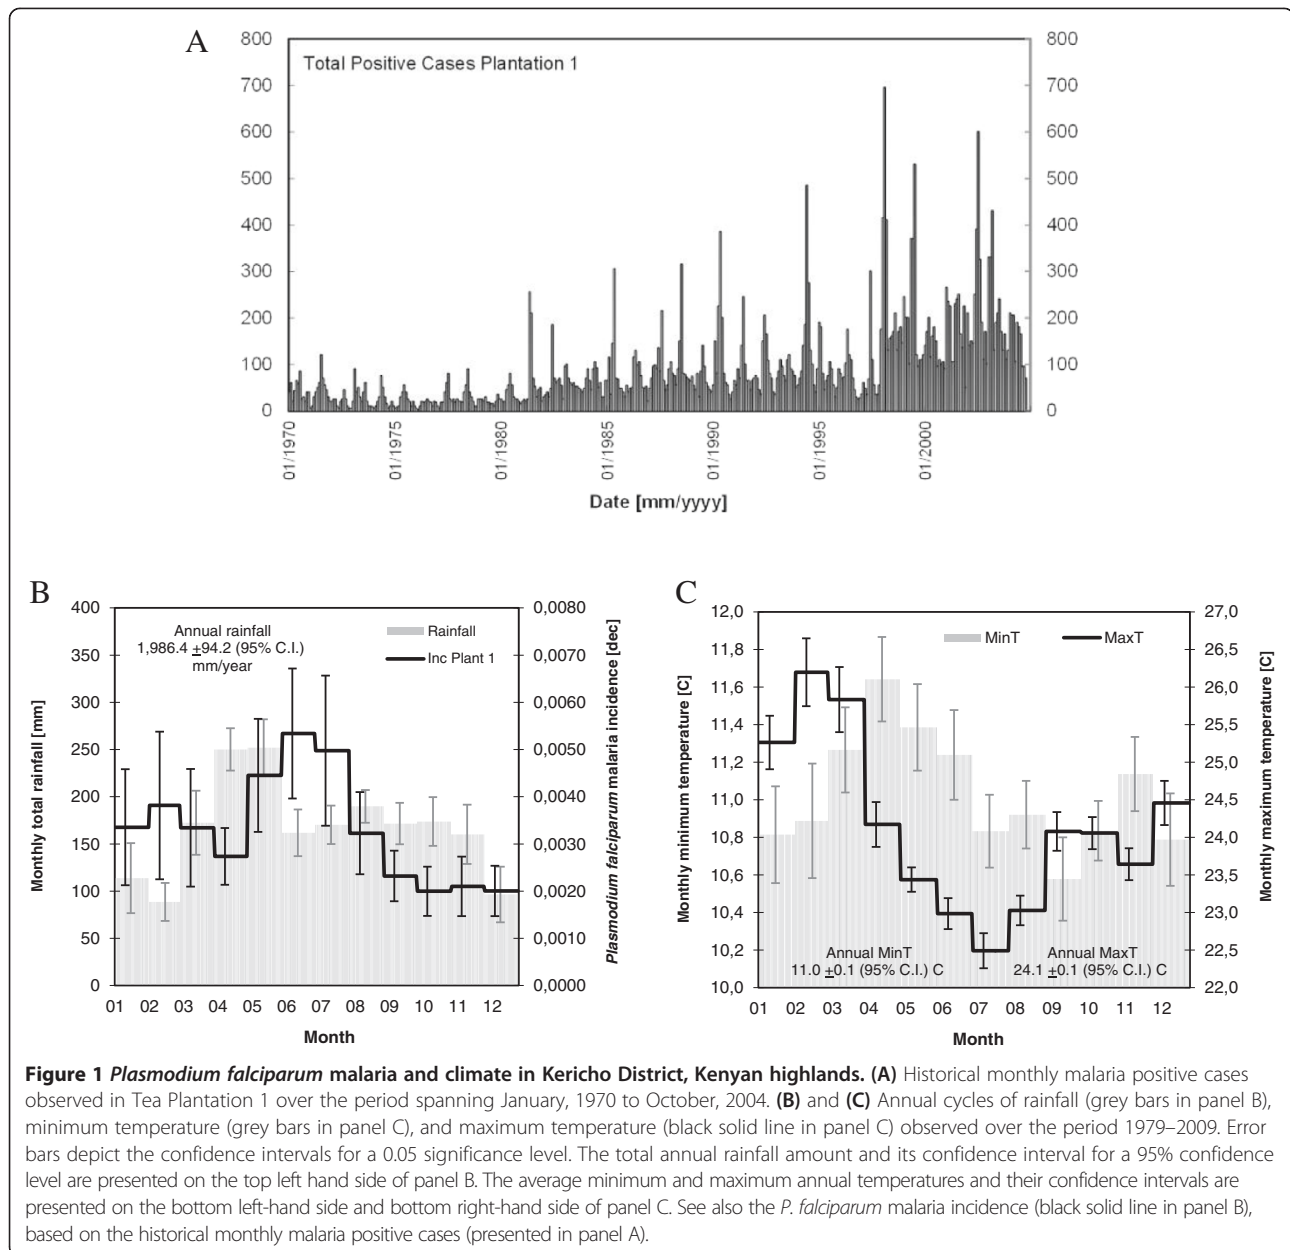 A
800
700
600
500
400
300
200
100
0
Total Positive Cases Plantation 1
800
700
600
500
400
300
200
100
0
01/1970
01/1975
01/1980
01/1985
01/1990
01/1995
01/2000
Date [mm/yyyy]
B
Monthly total rainfall [mm]
400
350
300
250
200
150
100
50
0
Annual rainfall
1,986.4 ±94.2 (95% C.I.)
mm/year
Rainfall
Inc Plant 1
0,0080
0,0070
0,0060
0,0050
0,0040
0,0030
0,0020
0,0010
0,0000
Plasmodium falciparum malaria incidence [dec]
01 02 03 04 05 06 07 08 09 10 11 12
Month
C
Monthly minimum temperature [C]
12,0
11,8
11,6
11,4
11,2
11,0
10,8
10,6
10,4
10,2
10,0
MinT
MaxT
Annual MinT
11.0 ±0.1 (95% C.I.) C
Annual MaxT
24.1 ±0.1 (95% C.I.) C
27,0
26,5
26,0
25,5
25,0
24,5
24,0
23,5
23,0
22,5
22,0
Monthly maximum temperature [C]
01 02 03 04 05 06 07 08 09 10 11 12
Month
Figure 1 Plasmodium falciparum malaria and climate in Kericho District, Kenyan highlands. (A) Historical monthly malaria positive cases
observed in Tea Plantation 1 over the period spanning January, 1970 to October, 2004. (B) and (C) Annual cycles of rainfall (grey bars in panel B),
minimum temperature (grey bars in panel C), and maximum temperature (black solid line in panel C) observed over the period 1979–2009. Error
bars depict the confidence intervals for a 0.05 significance level. The total annual rainfall amount and its confidence interval for a 95% confidence
level are presented on the top left hand side of panel B. The average minimum and maximum annual temperatures and their confidence intervals are
presented on the bottom left-hand side and bottom right-hand side of panel C. See also the P. falciparum malaria incidence (black solid line in panel B),
based on the historical monthly malaria positive cases (presented in panel A).